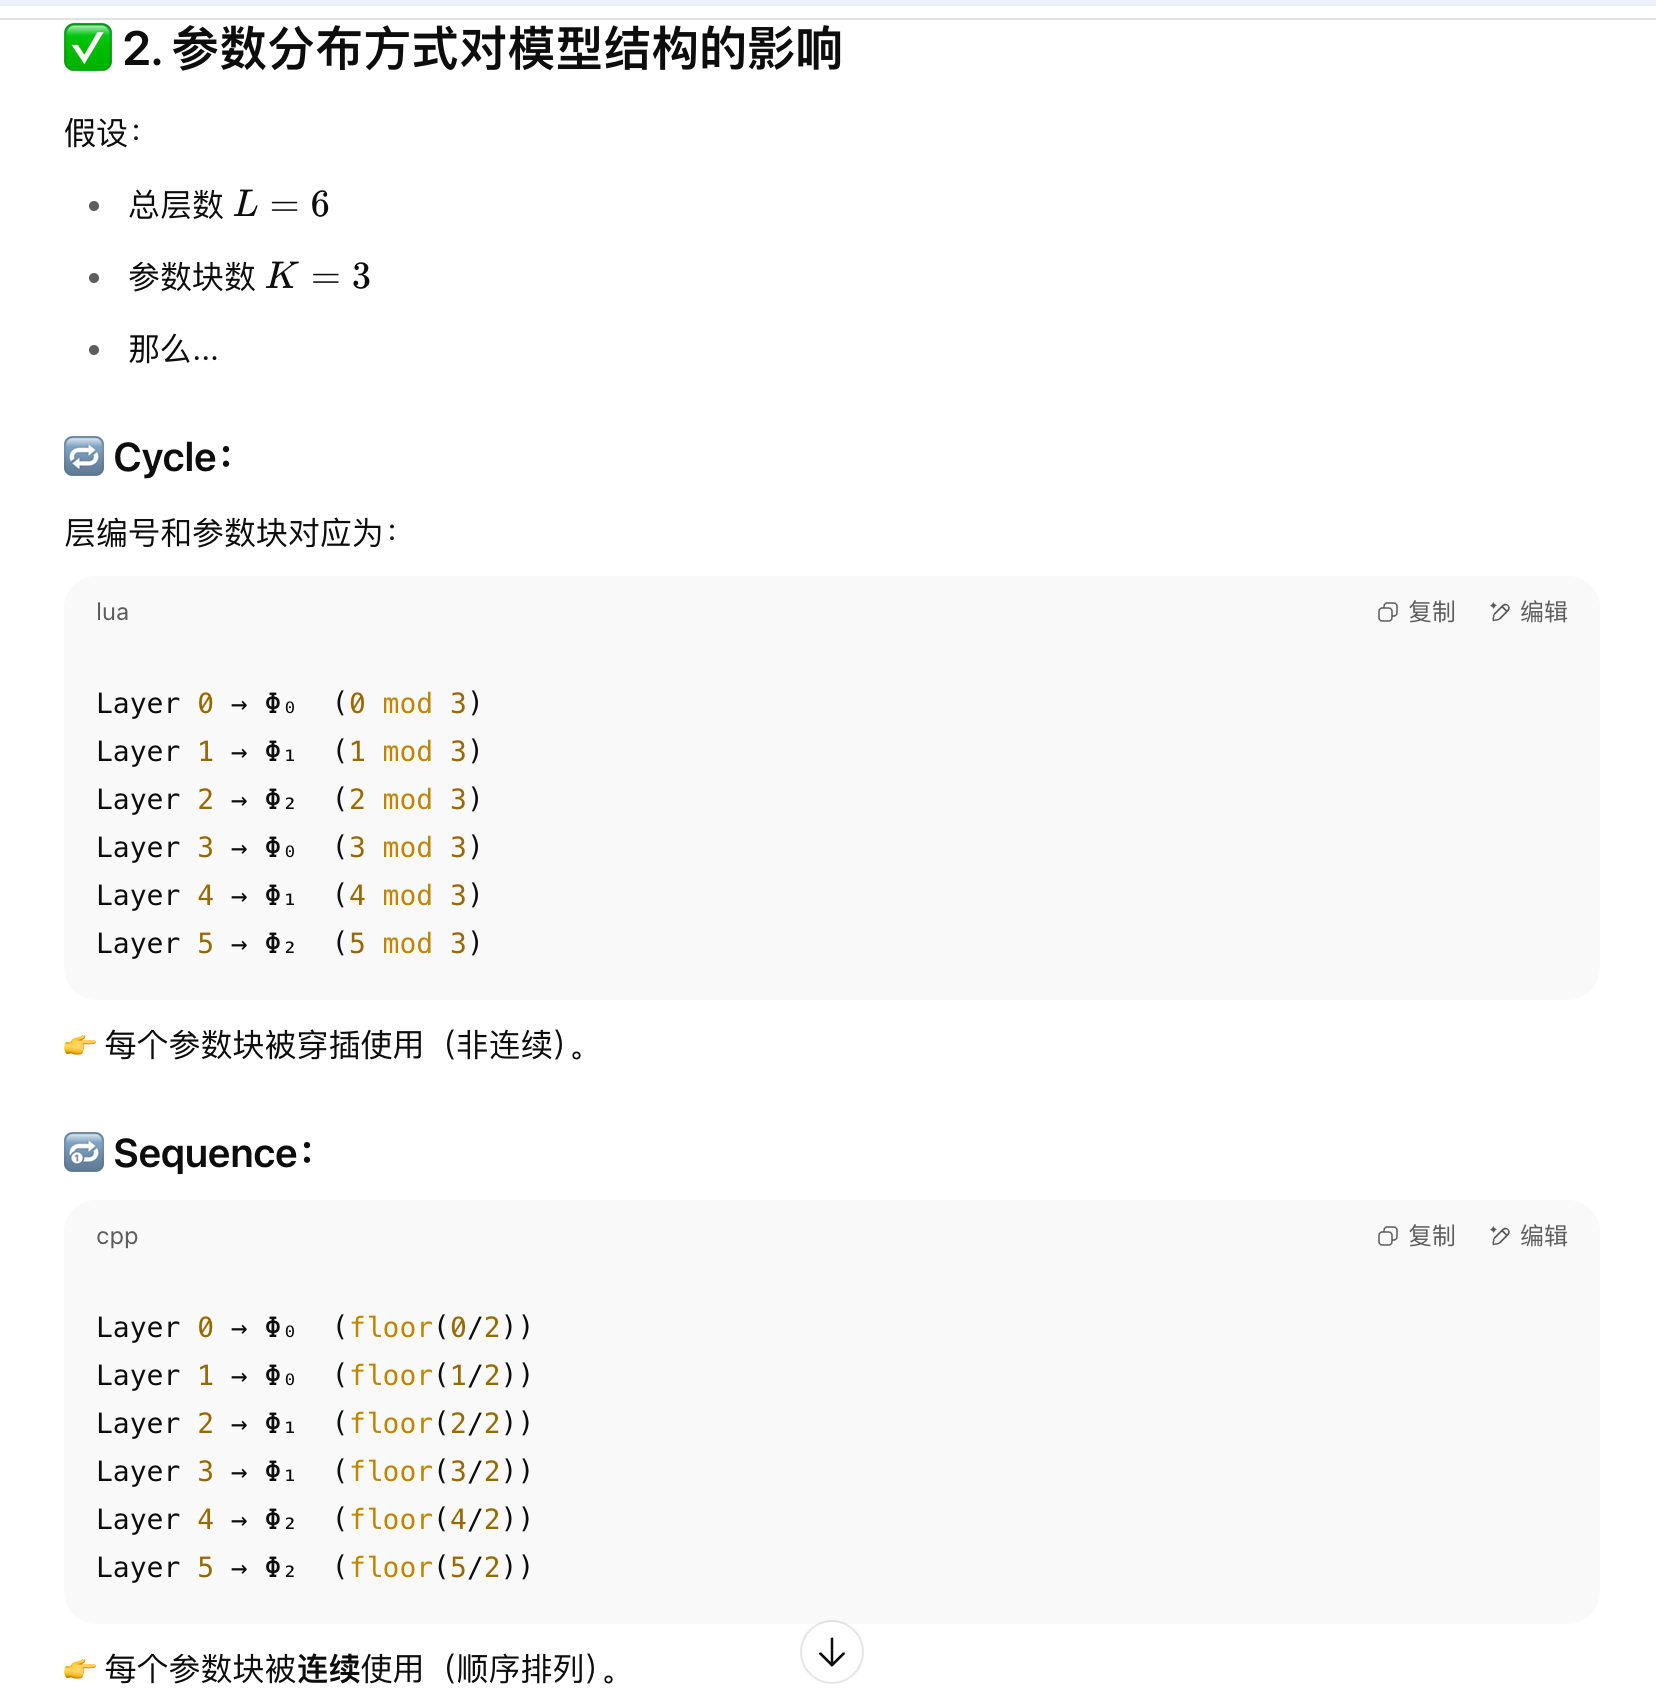 ✅ 2. 参数分布方式对模型结构的影响
假设：
• 总层数 L = 6
• 参数块数 K = 3
• 那么...
🔁 Cycle：
层编号和参数块对应为：
lua 复制 编辑
Layer 0 → Φ₀  (0 mod 3)
Layer 1 → Φ₁  (1 mod 3)
Layer 2 → Φ₂  (2 mod 3)
Layer 3 → Φ₀  (3 mod 3)
Layer 4 → Φ₁  (4 mod 3)
Layer 5 → Φ₂  (5 mod 3)
👉 每个参数块被穿插使用（非连续）。
🔂 Sequence：
cpp 复制 编辑
Layer 0 → Φ₀  (floor(0/2))
Layer 1 → Φ₀  (floor(1/2))
Layer 2 → Φ₁  (floor(2/2))
Layer 3 → Φ₁  (floor(3/2))
Layer 4 → Φ₂  (floor(4/2))
Layer 5 → Φ₂  (floor(5/2))
👉 每个参数块被连续使用（顺序排列）。